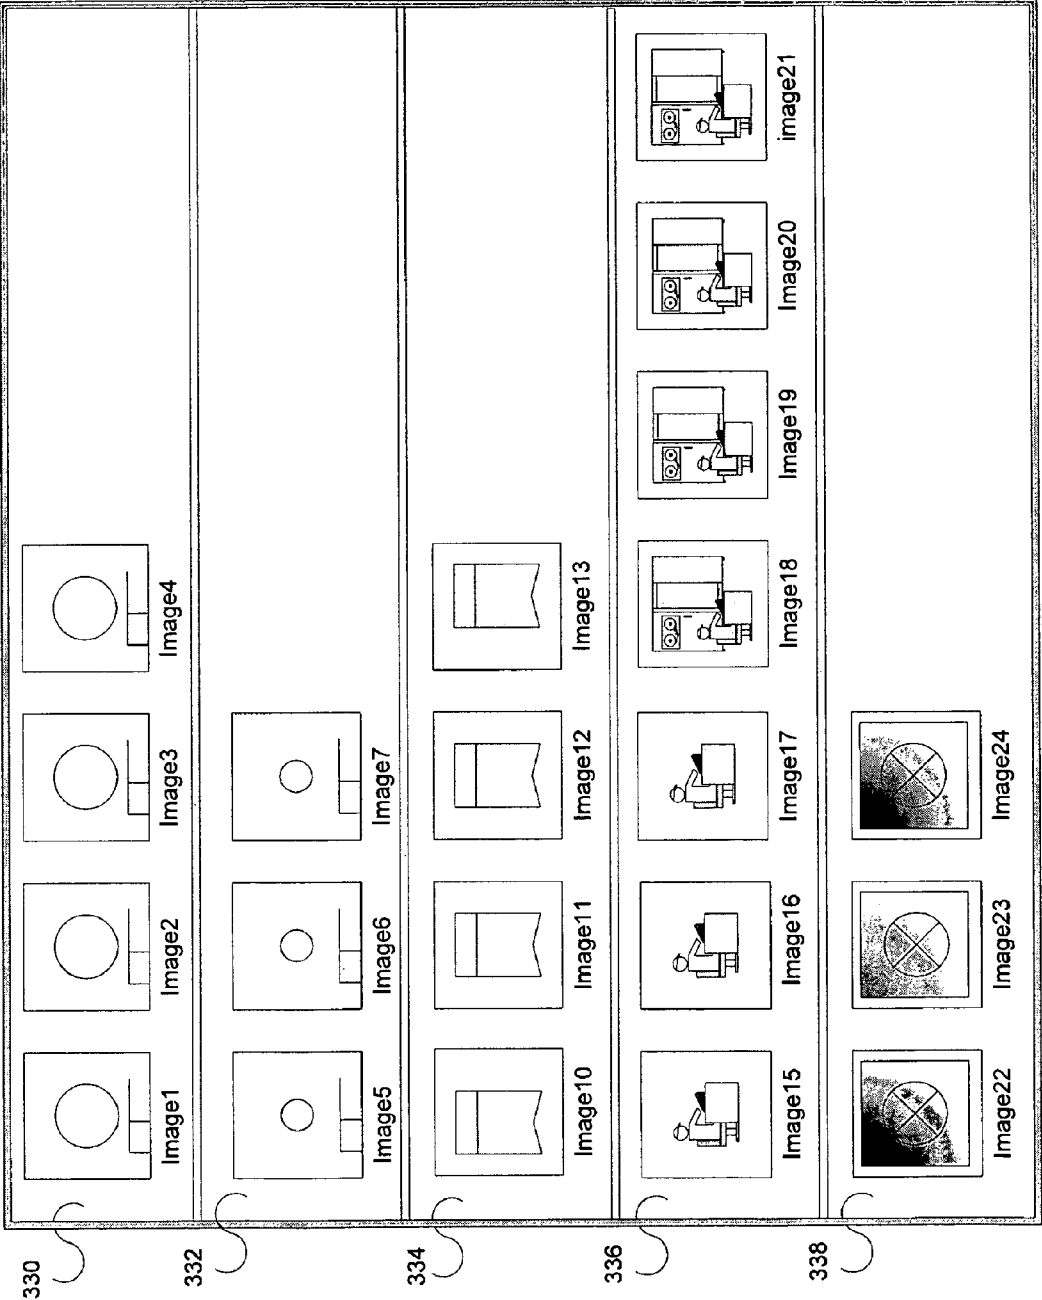 330
Image1 Image2 Image3 Image4
332
Image5 Image6 Image7
334
Image10 Image11 Image12 Image13
336
Image15 Image16 Image17 Image18 Image19 Image20 image21
338
Image22 Image23 Image24